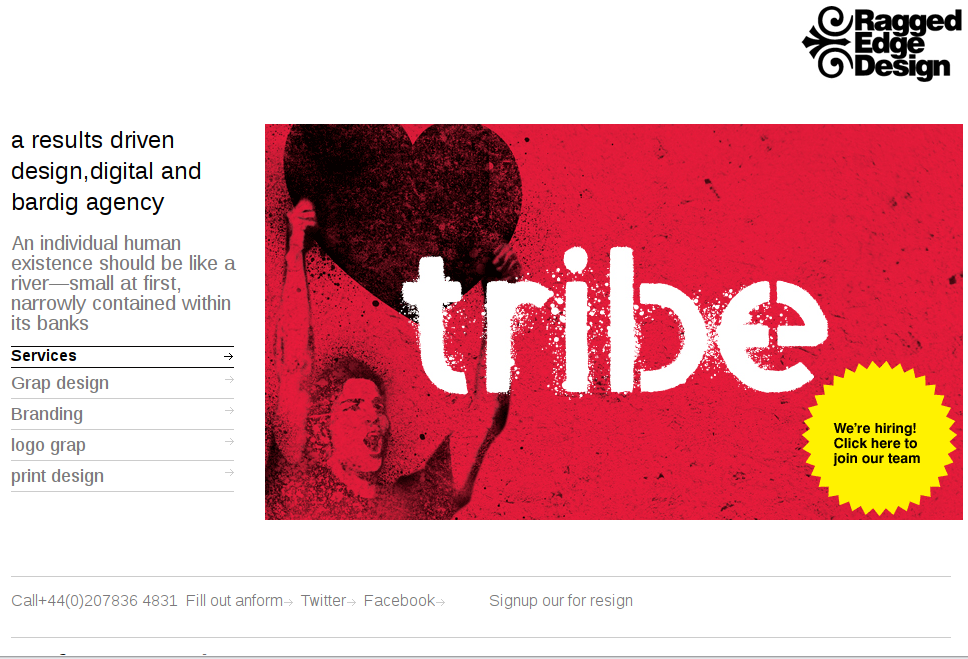 Ragged
Edge
Design
a results driven
design,digital and
bardig agency
An individual human
existence should be like a
river—small at first,
narrowly contained within
its banks
Services
Grap design
Branding
logo grap
print design
tribe
We're hiring!
Click here to
join our team
Call+44(0)207836 4831 Fill out anform→ Twitter→ Facebook→ Signup our for resign